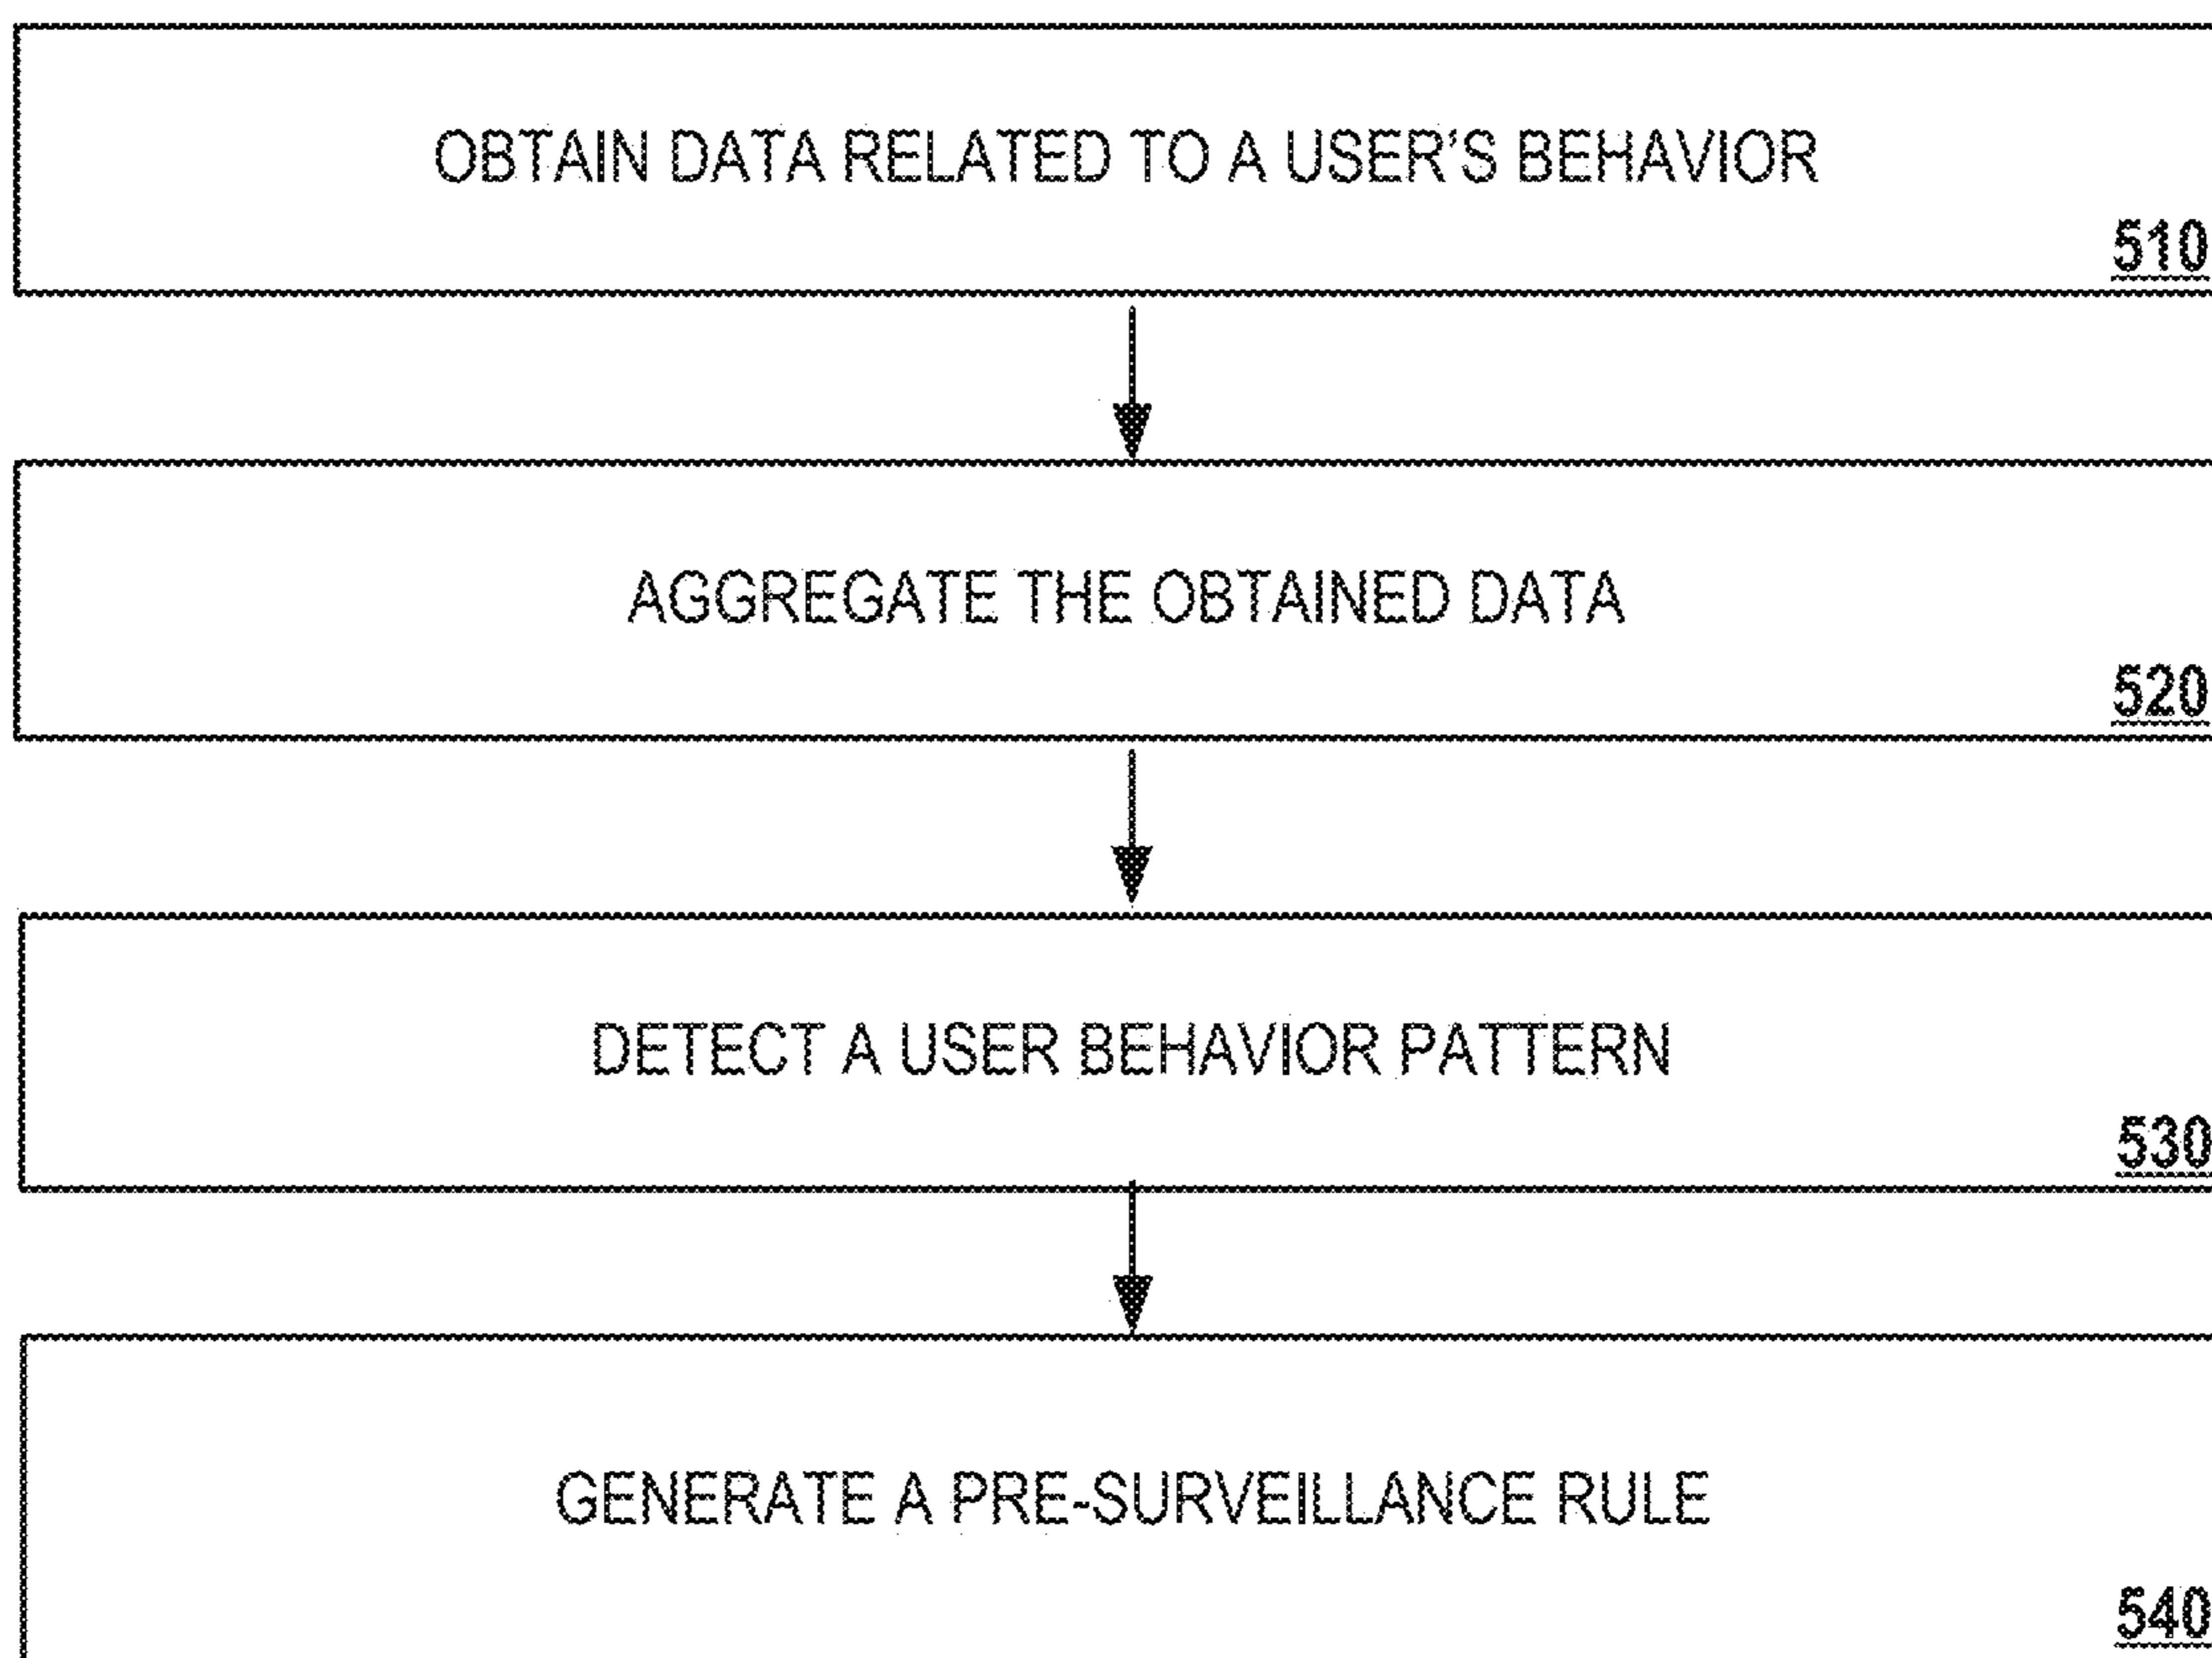 OBTAIN DATA RELATED TO A USER'S BEHAVIOR
510
AGGREGATE THE OBTAINED DATA
520
DETECT A USER BEHAVIOR PATTERN
530
GENERATE A PRE-SURVEILLANCE RULE
540